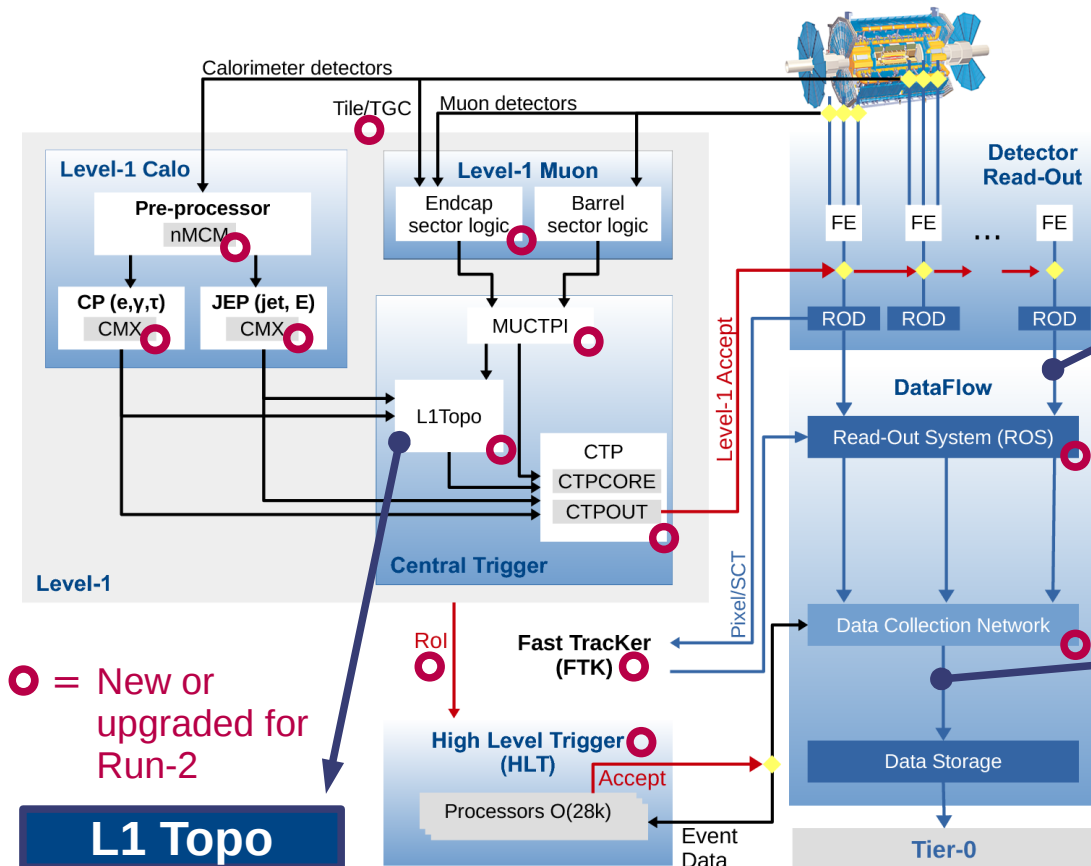 Calorimeter detectors
Tile/TGC
Muon detectors
Detector
Read-Out
Level-1 Calo
Level-1 Muon
Pre-processor
nMCM
Endcap
sector logic
Barrel
sector logic
FE
FE
...
FE
CP (e,γ,τ)
CMX
JEP (jet, E)
CMX
MUCTPI
ROD
ROD
ROD
Level-1 Accept
DataFlow
L1Topo
CTP
CTPCORE
CTPOUT
Read-Out System (ROS)
Central Trigger
Level-1
Pixel/SCT
RoI
Fast TracKer
(FTK)
Data Collection Network
= New or
upgraded for
Run-2
High Level Trigger
(HLT)
Accept
Processors O(28k)
Data Storage
Event
Data
L1 Topo
Tier-0